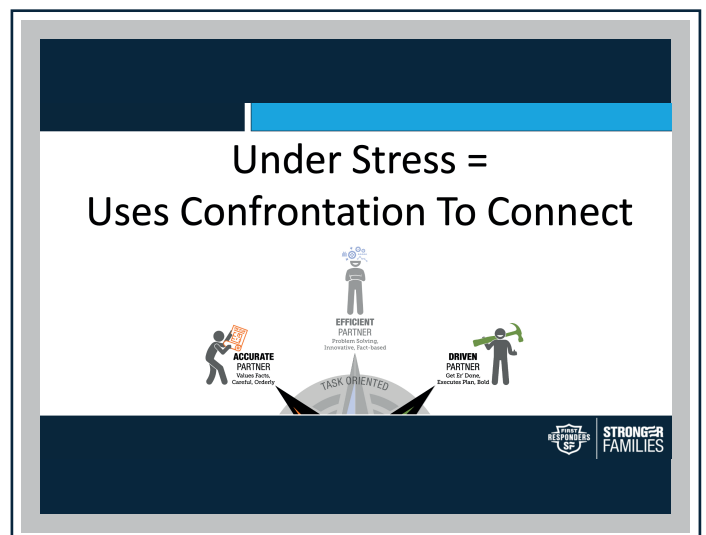 Under Stress =
Uses Confrontation To Connect
EFFICIENT
PARTNER
Problem Solving,
Innovative, Fact-based
ACCURATE
PARTNER
Values Facts,
Careful, Orderly
DRIVEN
PARTNER
Get Er' Done,
Executes Plan, Bold
TASK ORIENTED
FIRST
RESPONDERS
SF
STRONGER
FAMILIES